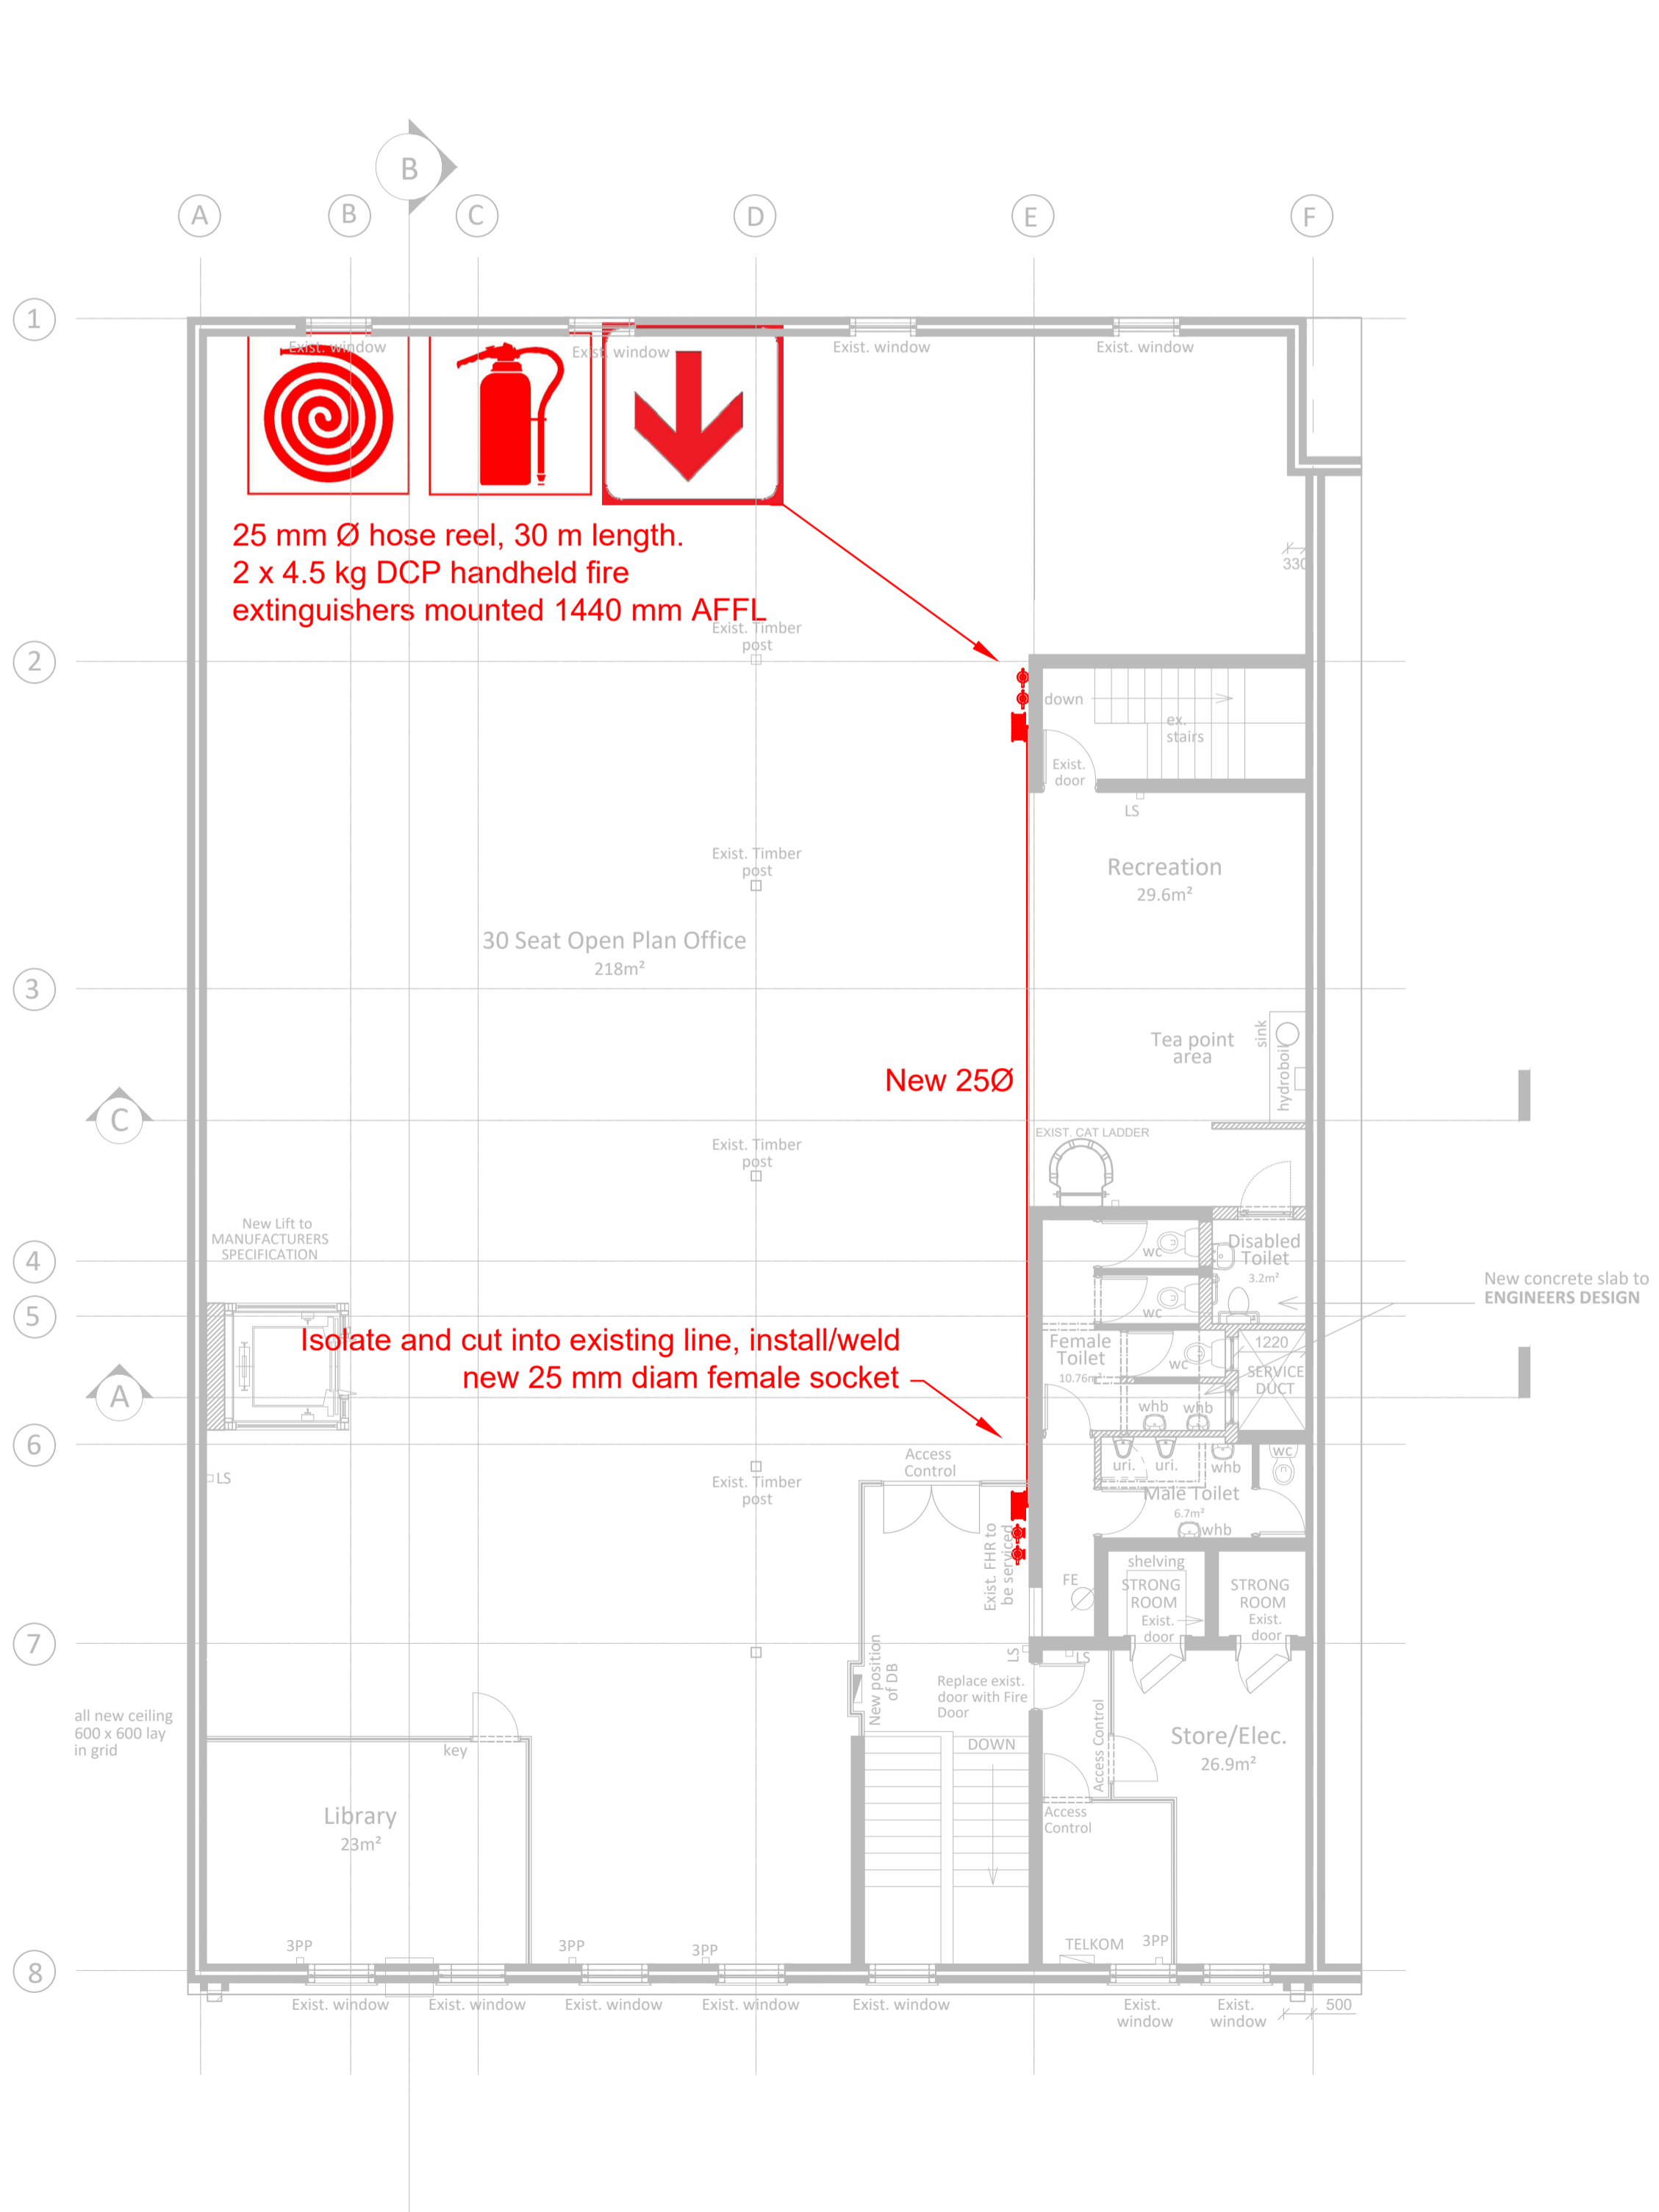 B
A
B
C
D
E
F
1
Exist. window
Exist. window
Exist. window
Exist. window
25 mm Ø hose reel, 30 m length.
2 x 4.5 kg DCP handheld fire
extinguishers mounted 1440 mm AFFL
330
Exist. Timber
post
2
down
ex.
stairs
Exist.
door
LS
Exist. Timber
post
Recreation
29.6m²
30 Seat Open Plan Office
218m²
3
Tea point
area
sink
hydroboil
New 25Ø
C
EXIST. CAT LADDER
Exist. Timber
post
New Lift to
MANUFACTURERS
SPECIFICATION
4
wc
Disabled
Toilet
3.2m²
New concrete slab to
ENGINEERS DESIGN
5
wc
Isolate and cut into existing line, install/weld
new 25 mm diam female socket
Female
Toilet
10.76m²
wc
1220
SERVICE
DUCT
A
whb
whb
6
Access
Control
LS
Exist. Timber
post
uri.
uri.
whb
wc
Male Toilet
6.7m²
whb
Exist. FHR to
be serviced
FE
shelving
STRONG
ROOM
Exist.
door
STRONG
ROOM
Exist.
door
7
LS
LS
New position
of DB
Replace exist.
door with Fire
Door
all new ceiling
600 x 600 lay
in grid
key
DOWN
Access Control
Store/Elec.
26.9m²
Library
23m²
Access
Control
3PP
3PP
3PP
TELKOM
3PP
8
Exist. window
Exist. window
Exist. window
Exist. window
Exist. window
Exist.
window
Exist.
window
500